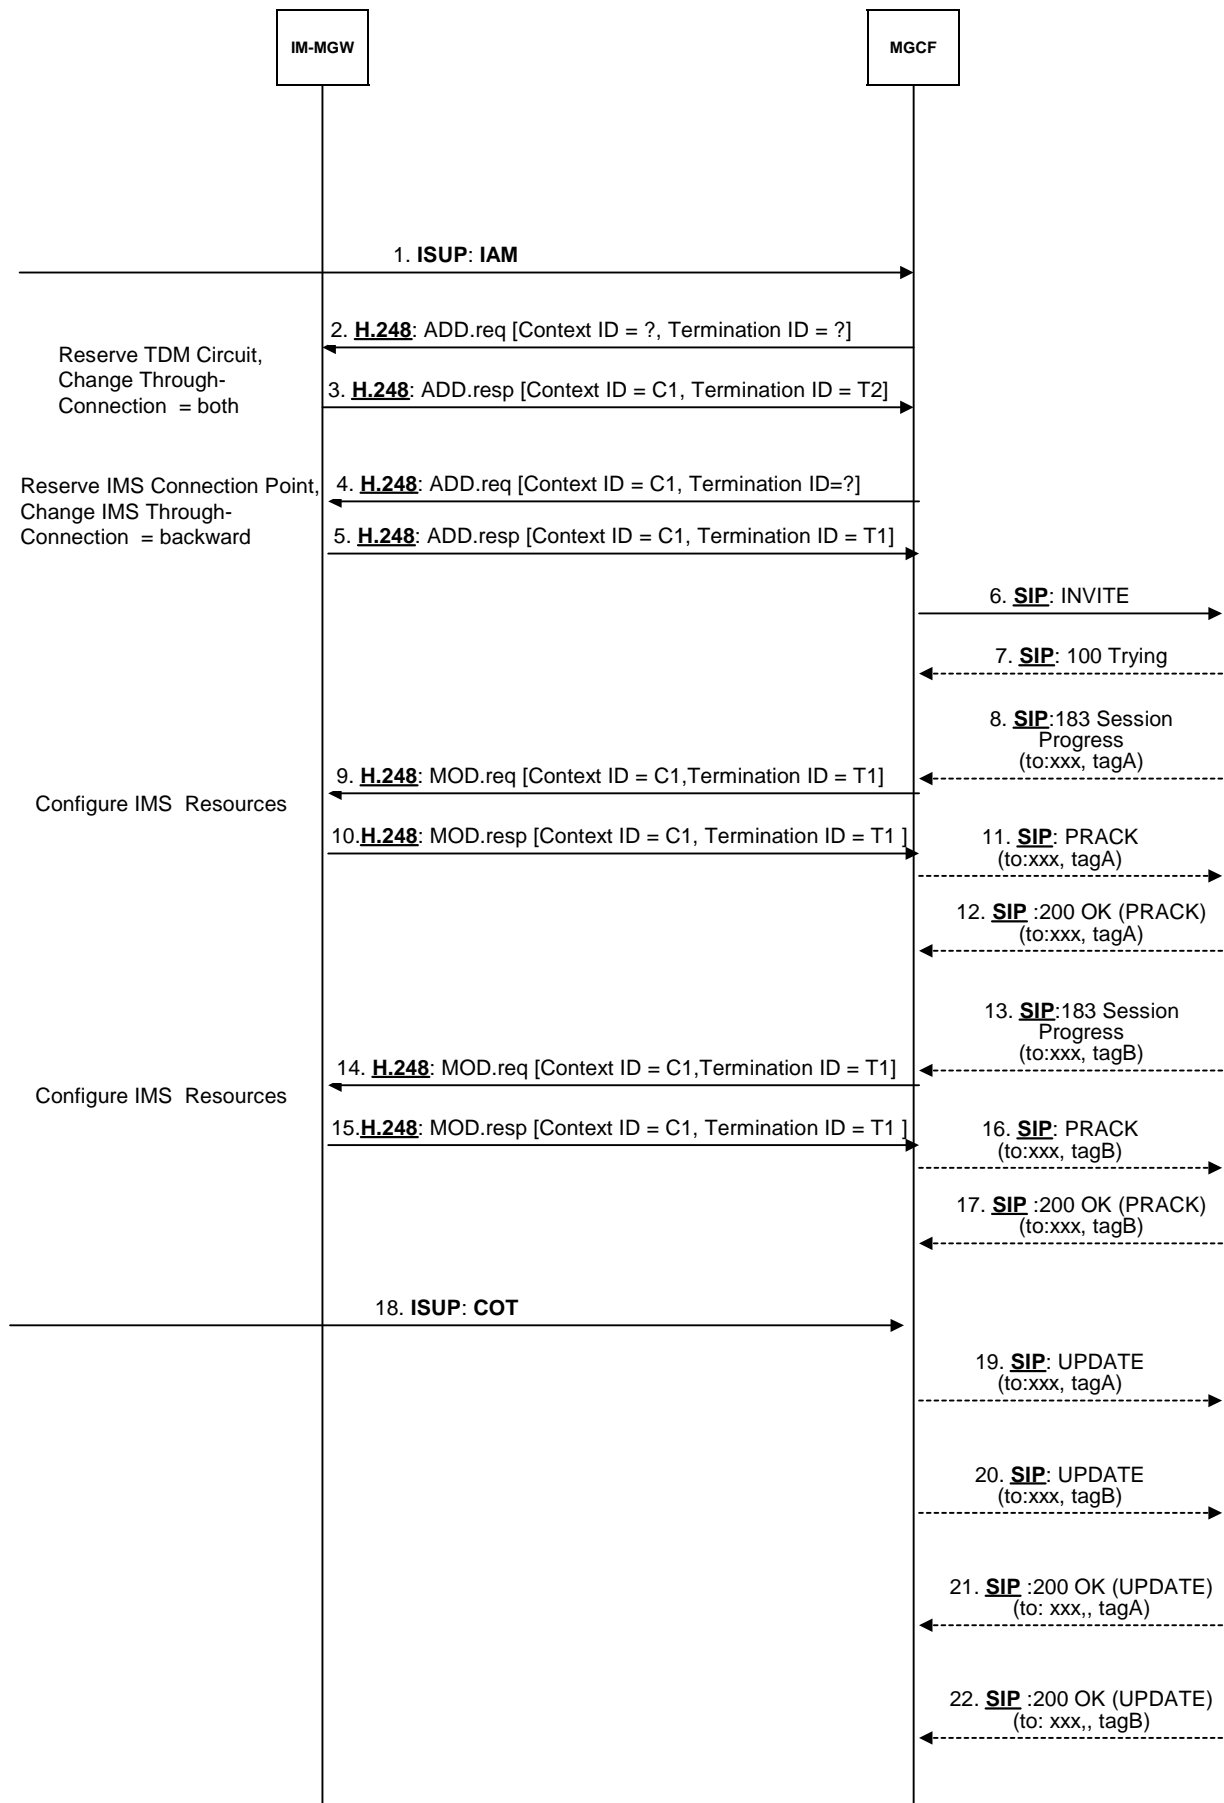 IM-MGW
MGCF
1. ISUP: IAM
2. H.248: ADD.req [Context ID = ?, Termination ID = ?]
Reserve TDM Circuit,
Change Through-
Connection = both
3. H.248: ADD.resp [Context ID = C1, Termination ID = T2]
4. H.248: ADD.req [Context ID = C1, Termination ID=?]
Reserve IMS Connection Point,
Change IMS Through-
Connection = backward
5. H.248: ADD.resp [Context ID = C1, Termination ID = T1]
6. SIP: INVITE
7. SIP: 100 Trying
8. SIP:183 Session
Progress
(to:xxx, tagA)
9. H.248: MOD.req [Context ID = C1,Termination ID = T1]
Configure IMS Resources
10.H.248: MOD.resp [Context ID = C1, Termination ID = T1 ]
11. SIP: PRACK
(to:xxx, tagA)
12. SIP :200 OK (PRACK)
(to:xxx, tagA)
13. SIP:183 Session
Progress
(to:xxx, tagB)
14. H.248: MOD.req [Context ID = C1,Termination ID = T1]
Configure IMS Resources
15.H.248: MOD.resp [Context ID = C1, Termination ID = T1 ]
16. SIP: PRACK
(to:xxx, tagB)
17. SIP :200 OK (PRACK)
(to:xxx, tagB)
18. ISUP: COT
19. SIP: UPDATE
(to:xxx, tagA)
20. SIP: UPDATE
(to:xxx, tagB)
21. SIP :200 OK (UPDATE)
(to: xxx,, tagA)
22. SIP :200 OK (UPDATE)
(to: xxx,, tagB)